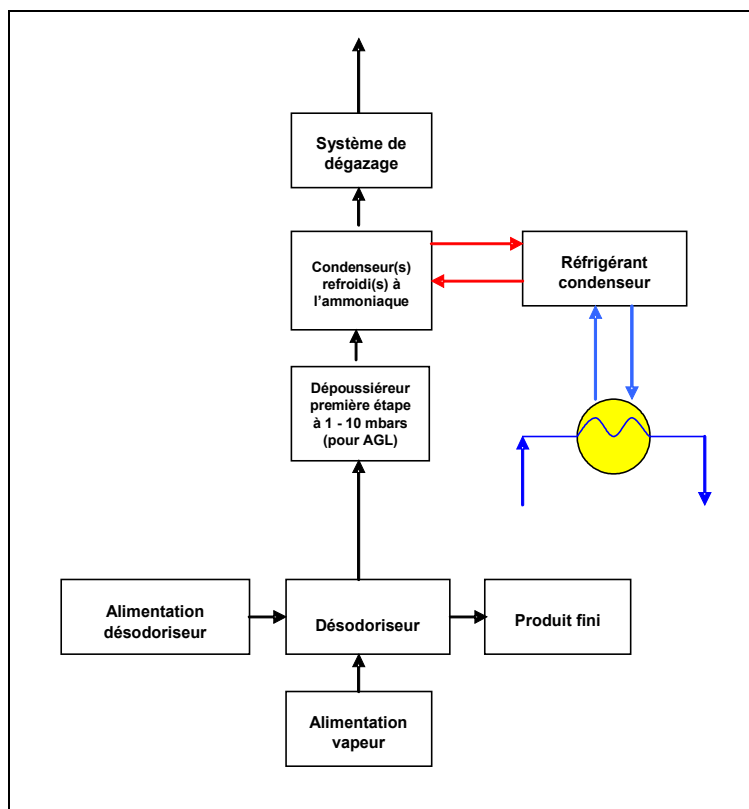 Système de
dégazage
Condenseur(s)
refroidi(s) à
l'ammoniaque
Réfrigérant
condenseur
Dépoussiéreur
première étape
à 1 - 10 mbars
(pour AGL)
Alimentation
désodoriseur
Désodoriseur
Produit fini
Alimentation
vapeur